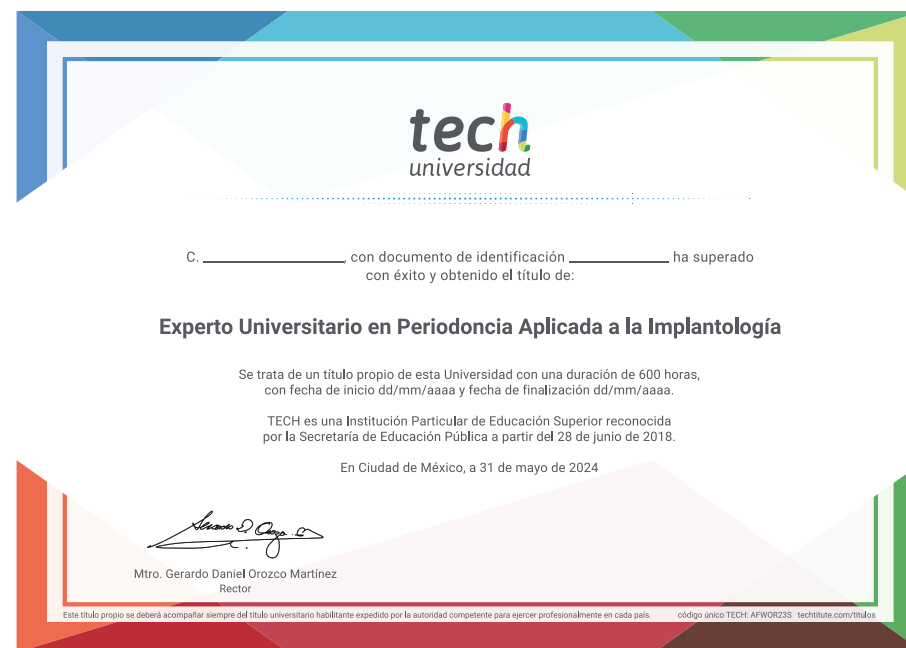 tech
universidad
C. ____________________, con documento de identificación ______________ ha superado
con éxito y obtenido el título de:
Experto Universitario en Periodoncia Aplicada a la Implantología
Se trata de un título propio de esta Universidad con una duración de 600 horas,
con fecha de inicio dd/mm/aaaa y fecha de finalización dd/mm/aaaa.
TECH es una Institución Particular de Educación Superior reconocida
por la Secretaría de Educación Pública a partir del 28 de junio de 2018.
En Ciudad de México, a 31 de mayo de 2024
Mtro. Gerardo Daniel Orozco Martínez
Rector
Este título propio se deberá acompañar siempre del título universitario habilitante expedido por la autoridad competente para ejercer profesionalmente en cada país. código único TECH: AFWOR23S techtitute.com/titulos